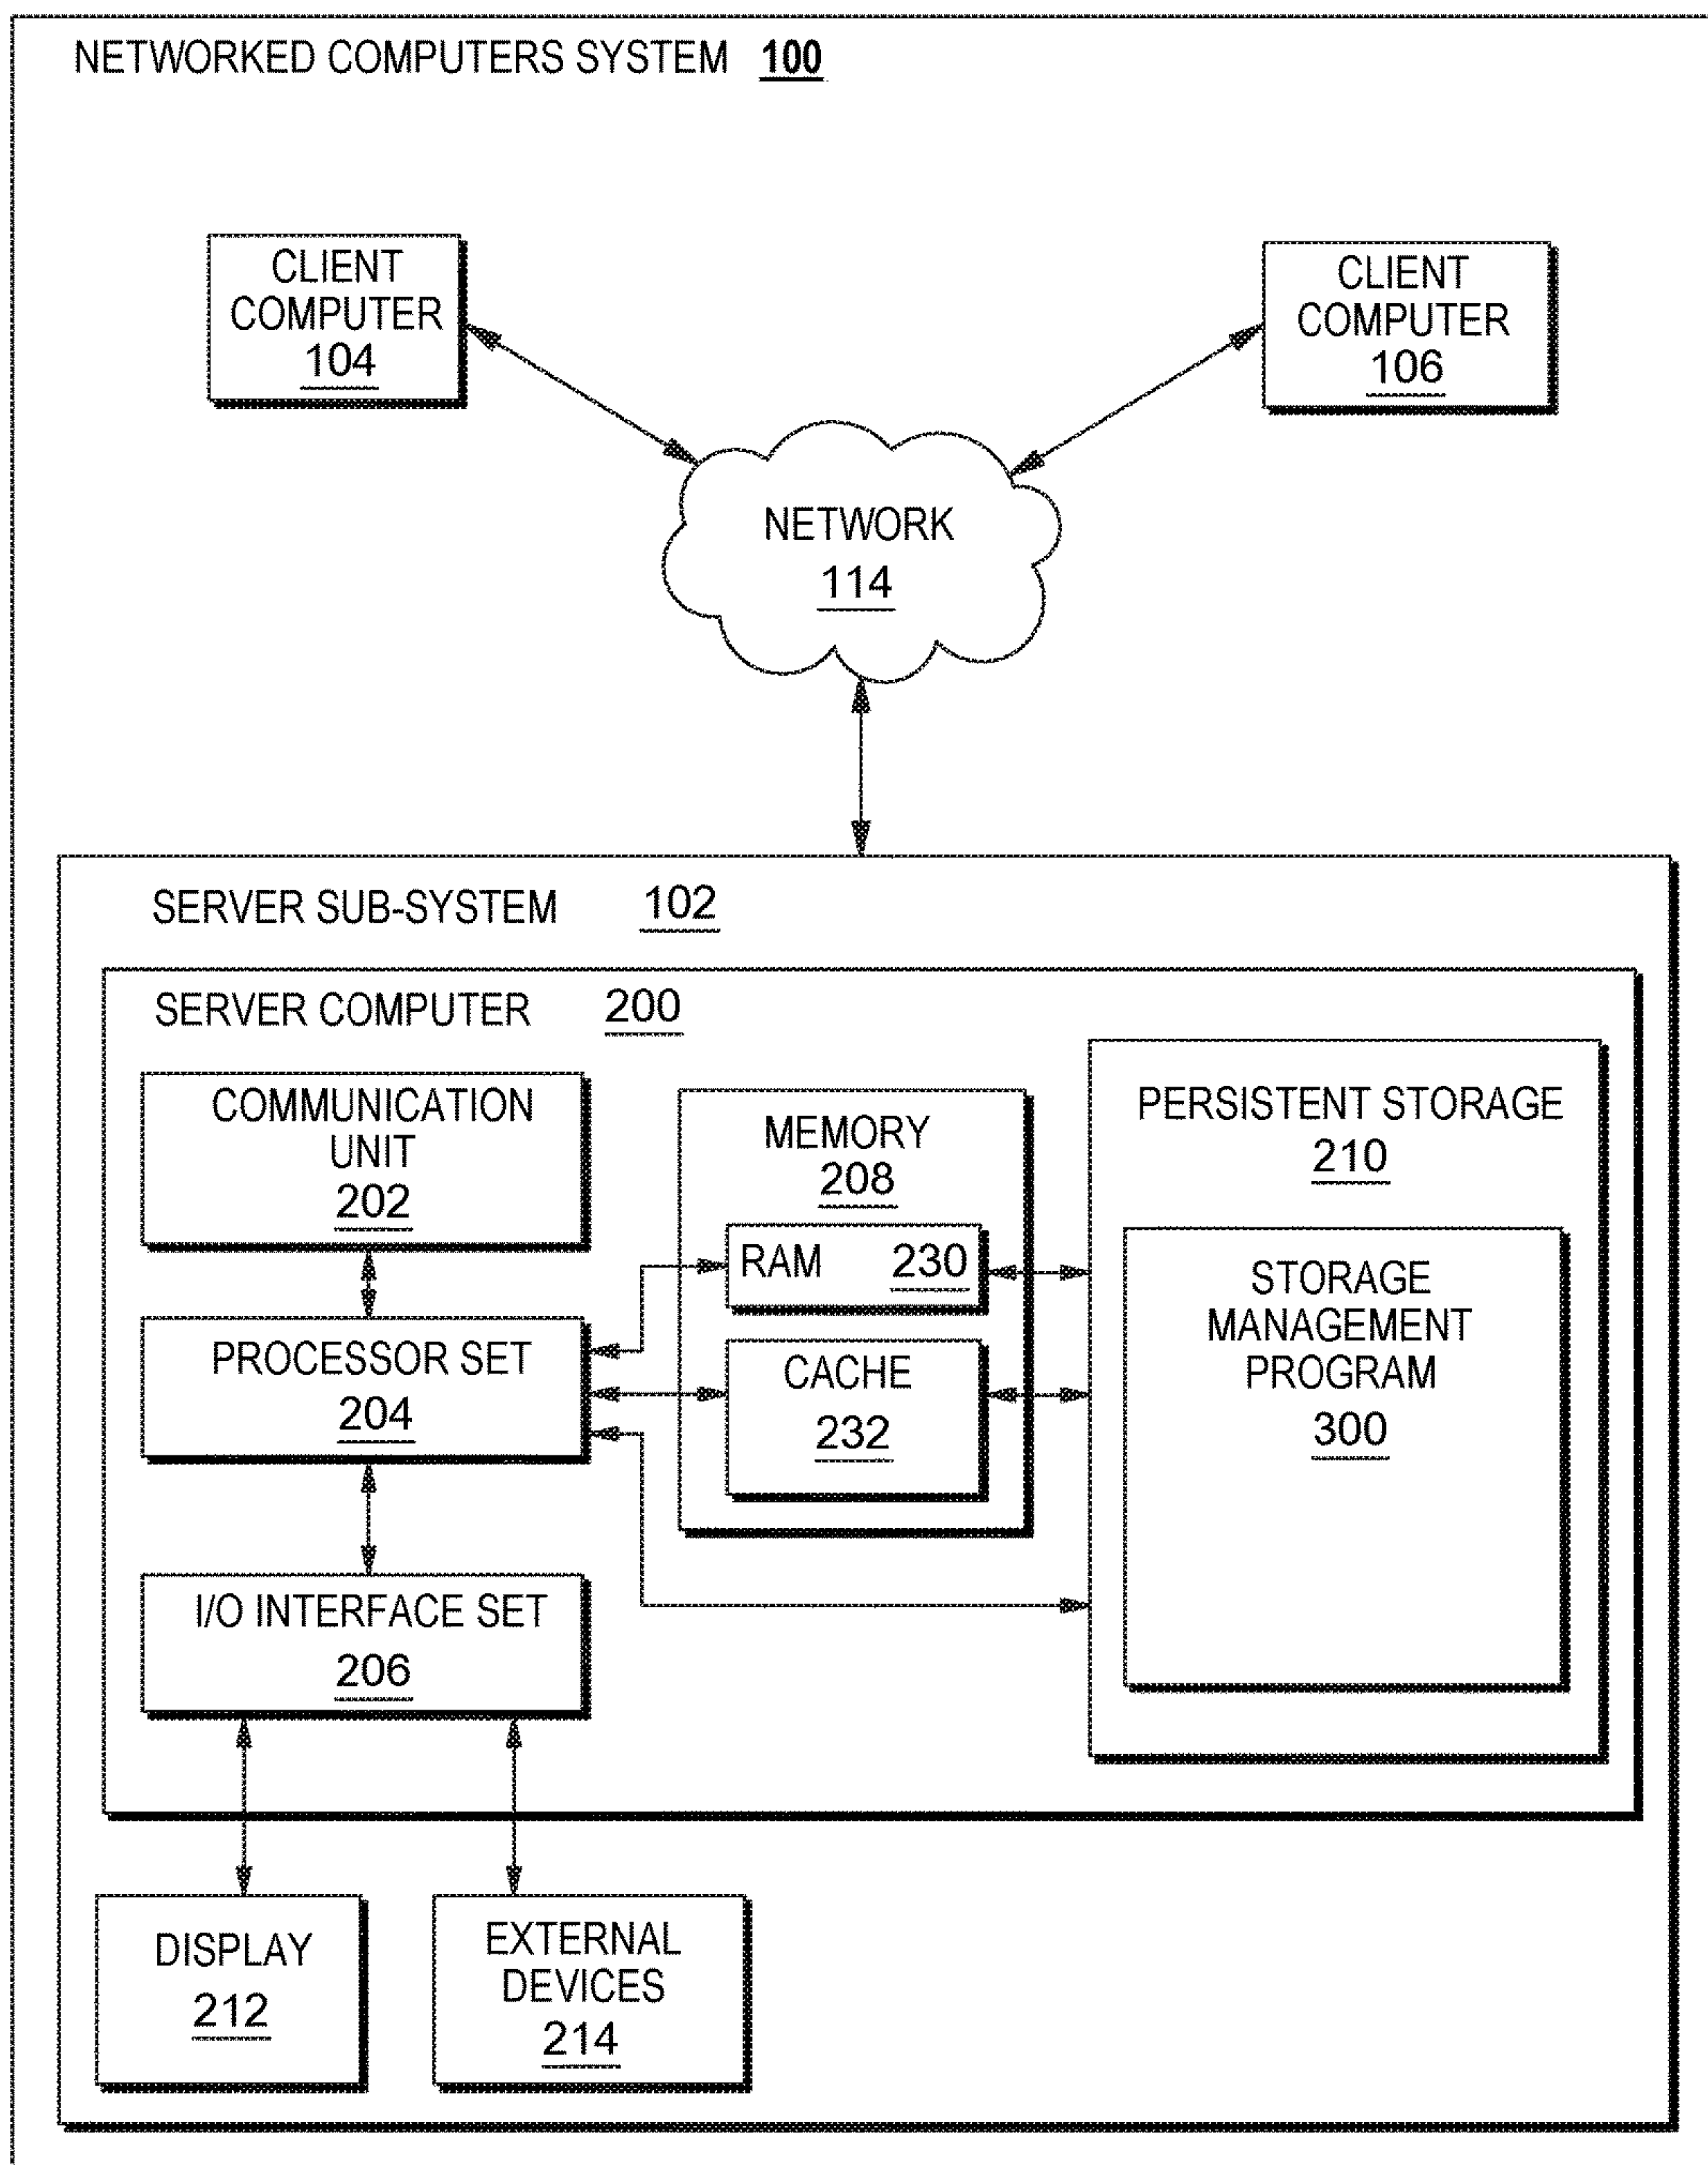 NETWORKED COMPUTERS SYSTEM 100
CLIENT
COMPUTER
104
CLIENT
COMPUTER
106
NETWORK
114
SERVER SUB-SYSTEM 102
SERVER COMPUTER 200
COMMUNICATION
UNIT
202
PROCESSOR SET
204
I/O INTERFACE SET
206
MEMORY
208
RAM 230
CACHE
232
PERSISTENT STORAGE
210
STORAGE
MANAGEMENT
PROGRAM
300
DISPLAY
212
EXTERNAL
DEVICES
214